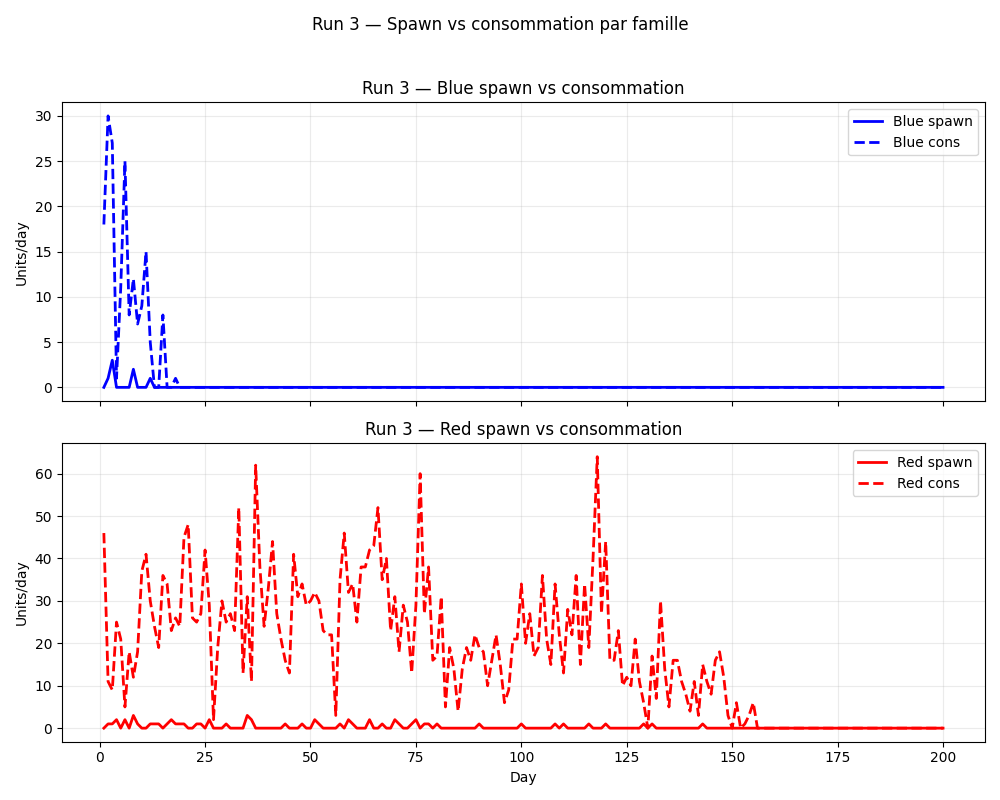 Run 3 — Spawn vs consommation par famille
Run 3 — Blue spawn vs consommation
Units/day
30
25
20
15
10
5
0
Blue spawn
Blue cons
Run 3 — Red spawn vs consommation
Units/day
60
50
40
30
20
10
0
Red spawn
Red cons
0 25 50 75 100 125 150 175 200
Day